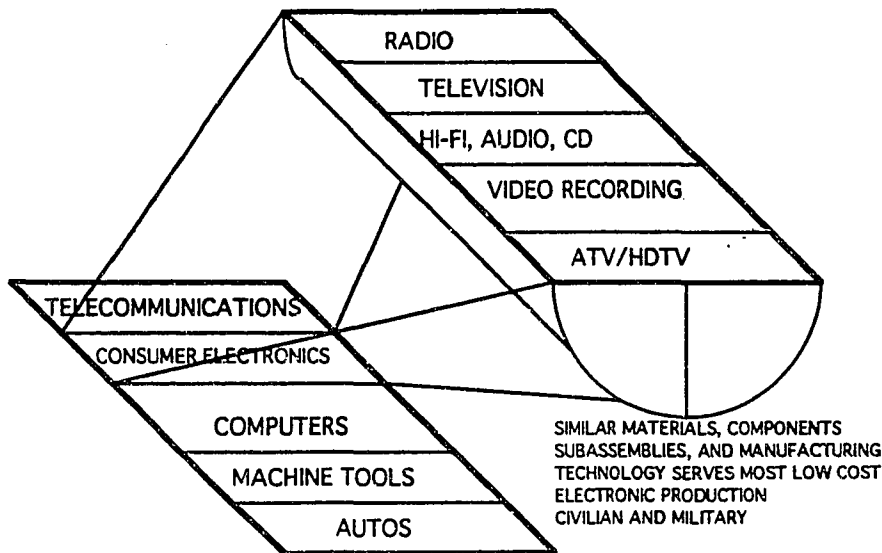 RADIO
TELEVISION
HI-FI, AUDIO, CD
VIDEO RECORDING
ATV/HDTV
TELECOMMUNICATIONS
CONSUMER ELECTRONICS
COMPUTERS
MACHINE TOOLS
AUTOS
SIMILAR MATERIALS, COMPONENTS
SUBASSEMBLIES, AND MANUFACTURING
TECHNOLOGY SERVES MOST LOW COST
ELECTRONIC PRODUCTION
CIVILIAN AND MILITARY